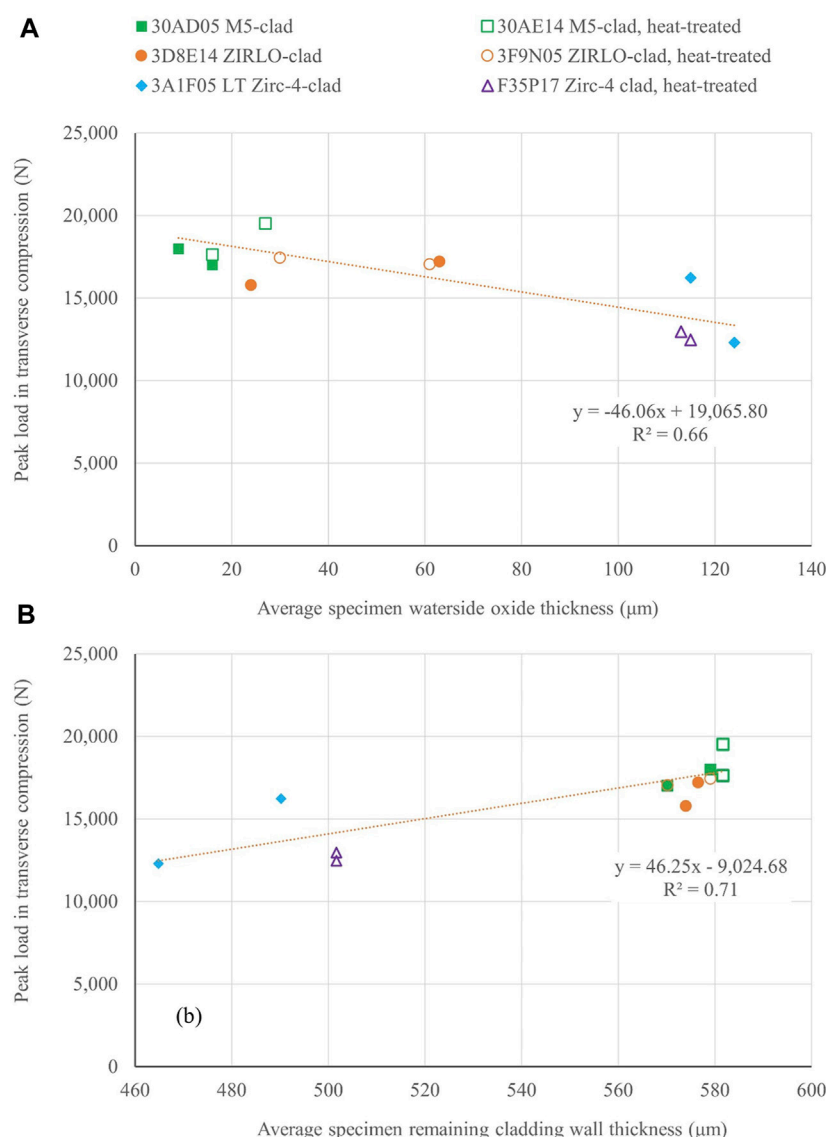 A
30AD05 M5-clad
30AE14 M5-clad, heat-treated
3D8E14 ZIRLO-clad
3F9N05 ZIRLO-clad, heat-treated
3A1F05 LT Zirc-4-clad
F35P17 Zirc-4 clad, heat-treated
Peak load in transverse compression (N)
25,000
20,000
15,000
10,000
5,000
0
y = -46.06x + 19,065.80
R² = 0.66
0 20 40 60 80 100 120 140
Average specimen waterside oxide thickness (μm)
B
Peak load in transverse compression (N)
25,000
20,000
15,000
10,000
5,000
0
y = 46.25x - 9,024.68
R² = 0.71
(b)
460 480 500 520 540 560 580 600
Average specimen remaining cladding wall thickness (μm)